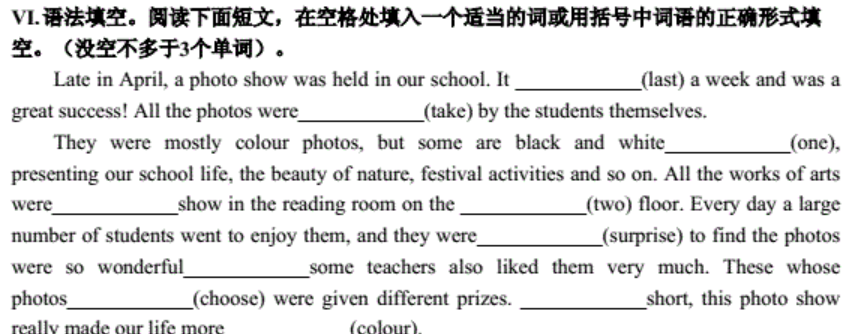 VI.语法填空。阅读下面短文，在空格处填入一个适当的词或用括号中词语的正确形式填
空。（没空不多于3个单词）。
Late in April, a photo show was held in our school. It ____________(last) a week and was a
great success! All the photos were____________(take) by the students themselves.
They were mostly colour photos, but some are black and white____________(one),
presenting our school life, the beauty of nature, festival activities and so on. All the works of arts
were____________show in the reading room on the ____________(two) floor. Every day a large
number of students went to enjoy them, and they were____________(surprise) to find the photos
were so wonderful____________some teachers also liked them very much. These whose
photos____________(choose) were given different prizes. ____________short, this photo show
really made our life more ____________(colour).